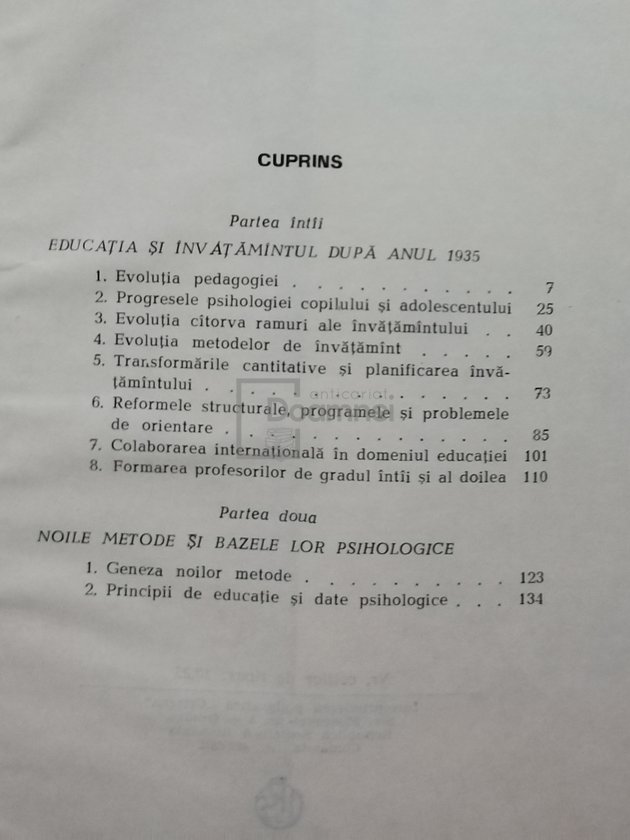 CUPRINS
Partea întîi
EDUCAȚIA ȘI ÎNVĂȚĂMÎNTUL DUPĂ ANUL 1935
1. Evoluția pedagogiei . . . . . . . . . . . 7
2. Progresele psihologiei copilului și adolescentului 25
3. Evoluția cîtorva ramuri ale învățămîntului . . 40
4. Evoluția metodelor de învățămînt . . . . . 59
5. Transformările cantitative și planificarea învă-
țămîntului . . . . . . . . . . . . . 73
6. Reformele structurale, programele și problemele
de orientare . . . . . . . . . . . . 85
7. Colaborarea internațională în domeniul educației 101
8. Formarea profesorilor de gradul întîi și al doilea 110
anticariat
Doamnei
Partea doua
NOILE METODE ȘI BAZELE LOR PSIHOLOGICE
1. Geneza noilor metode . . . . . . . . . 123
2. Principii de educație și date psihologice . . . 134